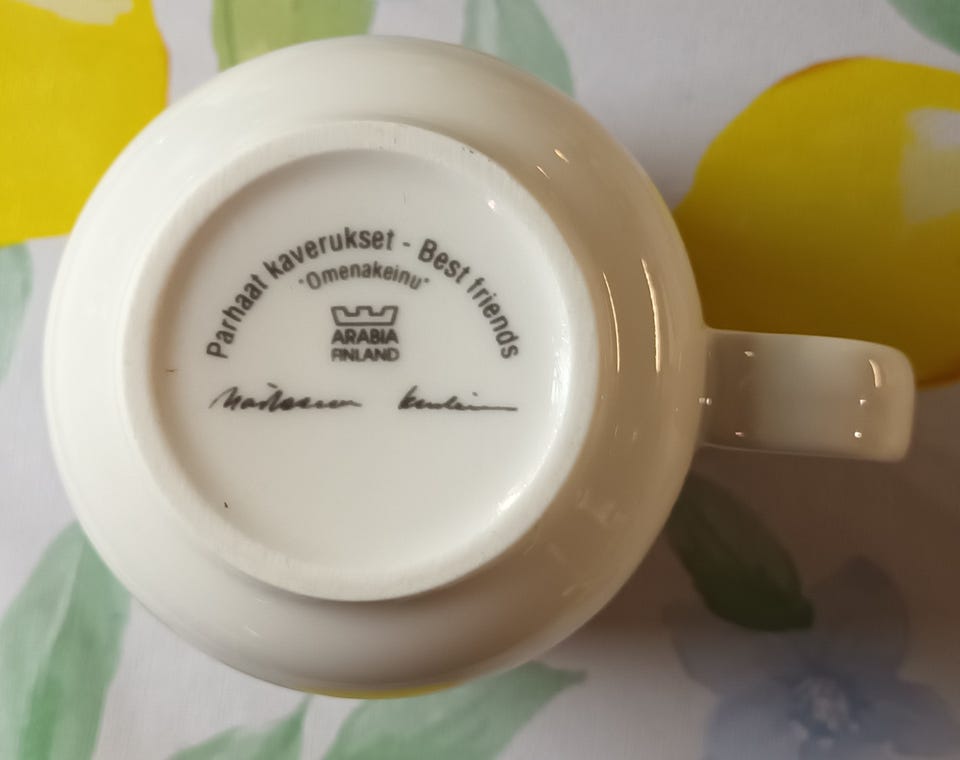 Parhaat kaverukset - Best friends
"Omenakeinu"
ARABIA
FINLAND